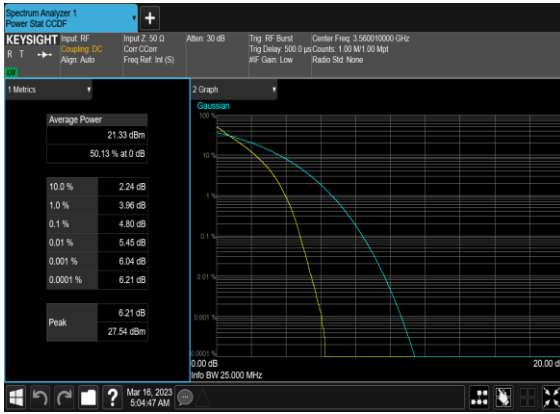 Spectrum Analyzer 1
Power Stat CCDF
KEYSIGHT
R T
LW
Input: RF
Coupling: DC
Align: Auto
Input Z: 50 Ω
Corr CCorr
Freq Ref: Int (S)
Atten: 30 dB
Trig: RF Burst
Trig Delay: 500.0 µs
#IF Gain: Low
Center Freq: 3.560010000 GHz
Counts: 1.00 M/1.00 Mpt
Radio Std: None
1 Metrics
Average Power
21.33 dBm
50.13 % at 0 dB
10.0 % 2.24 dB
1.0 % 3.96 dB
0.1 % 4.80 dB
0.01 % 5.45 dB
0.001 % 6.04 dB
0.0001 % 6.21 dB
Peak
6.21 dB
27.54 dBm
2 Graph
Gaussian
100 %
10 %
1 %
0.1 %
0.01 %
0.001 %
0.0001 %
0.00 dB
20.00 d
Info BW 25.000 MHz
?
Mar 16, 2023
5:04:47 AM